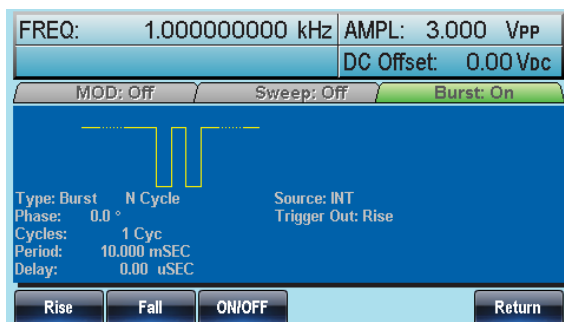 FREQ: 1.000000000 kHz AMPL: 3.000 VPP
DC Offset: 0.00 VDC
MOD: Off Sweep: Off Burst: On
Type: Burst N Cycle Source: INT
Phase: 0.0 ° Trigger Out: Rise
Cycles: 1 Cyc
Period: 10.000 mSEC
Delay: 0.00 uSEC
Rise Fall ON/OFF Return